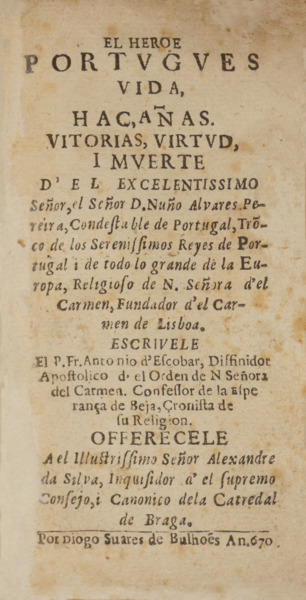 EL HEROE
PORTVGVES
VIDA,
HAÇAÑAS.
VITORIAS, VIRTVD,
I MVERTE
D'EL EXCELENTISSIMO
Señor, el Señor D. Nuño Alvares Pe-
reira, Condestable de Portugal, Trõ-
co de los Serenissimos Reyes de Por-
tugal i de todo lo grande de la Eu-
ropa, Religioso de N. Señora d'el
Carmen, Fundador d'el Car-
men de Lisboa.
ESCRIVELE
El P. Fr. Antonio d'Escobar, Diffinidor
Apostolico d. el Orden de N Señora
del Carmen. Confessor de la Espe
rança de Beja, Çronista de
su Religion.
OFFERECELE
A el Illustrissimo Señor Alexandre
da Silva, Inquisidor d'el supremo
Consejo, i Canonico dela Catredal
de Braga.
Por Diogo Suares de Bulhoẽs An. 670.